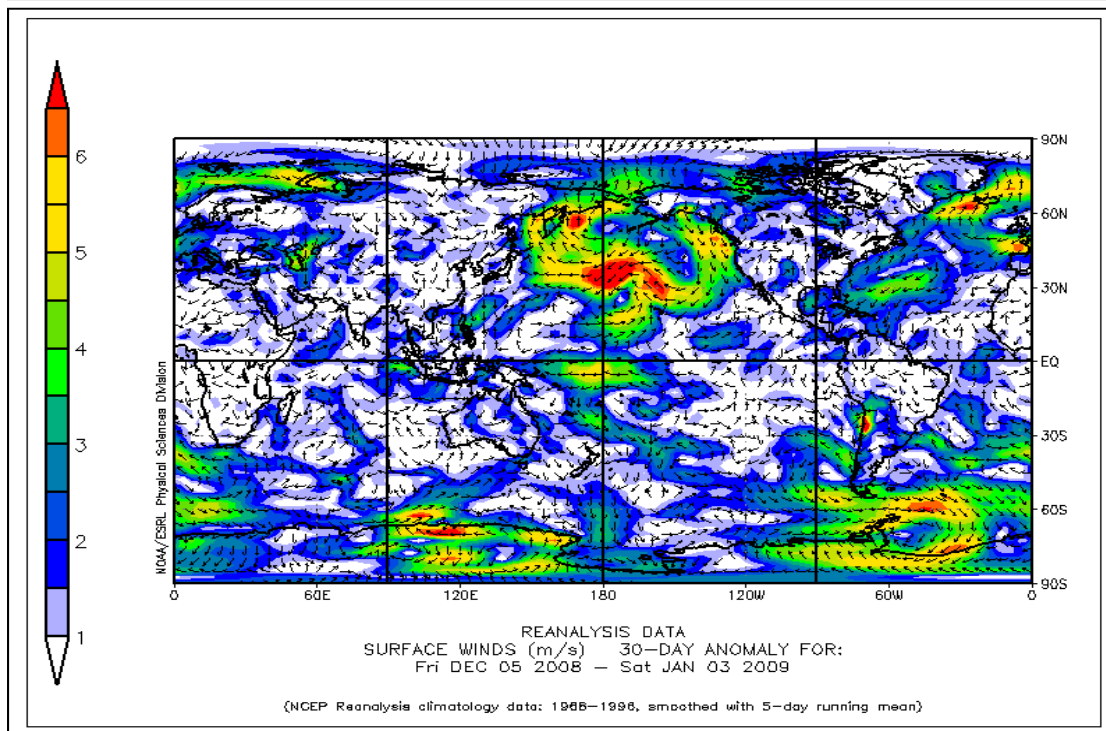 6
5
4
3
2
1
NOAA/ESRL Physical Sciences Division
90N
60N
30N
EQ
30S
60S
90S
0 60E 120E 180 120W 60W 0
REANALYSIS DATA
SURFACE WINDS (m/s) 30-DAY ANOMALY FOR:
Fri DEC 05 2008 – Sat JAN 03 2009
(NCEP Reanalysis climatology data: 1968-1996, smoothed with 5-day running mean)